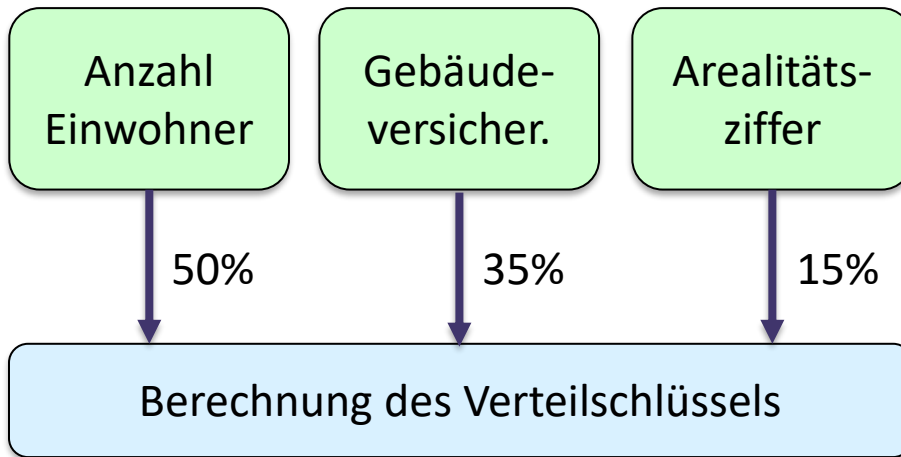 Anzahl
Einwohner
Gebäude-
versicher.
Arealitäts-
ziffer
50%
35%
15%
Berechnung des Verteilschlüssels